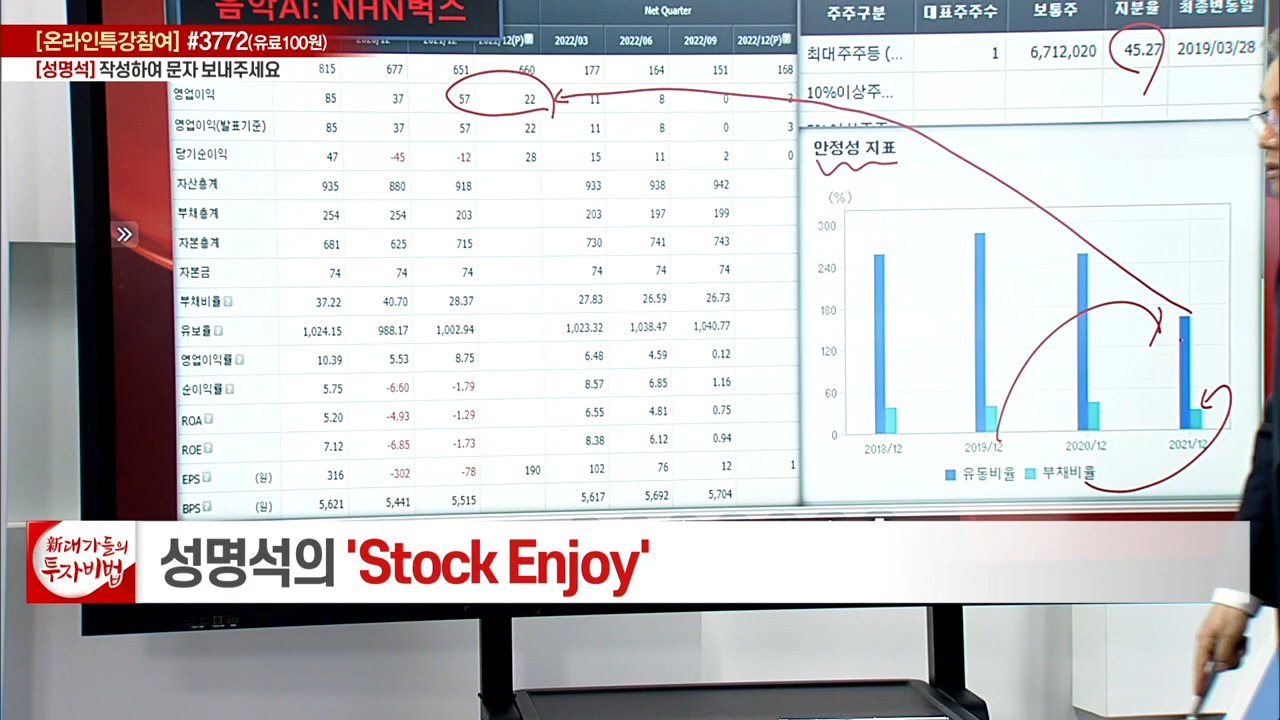 음악AI: NHN벅스
[온라인특강참여] #3772(유료100원)
[성명석] 작성하여 문자 보내주세요
Net Quarter
2020/12 2021/12 2022/12(P) 2022/03 2022/06 2022/09 2022/12(P)
815 677 651 660 177 164 151 168
영업이익 85 37 57 22 11 8 0 3
영업이익(발표기준) 85 37 57 22 11 8 0 3
당기순이익 47 -45 -12 28 15 11 2 0
자산총계 935 880 918 933 938 942
부채총계 254 254 203 203 197 199
자본총계 681 625 715 730 741 743
자본금 74 74 74 74 74 74
부채비율 37.22 40.70 28.37 27.83 26.59 26.73
유보율 1,024.15 988.17 1,002.94 1,023.32 1,038.47 1,040.77
영업이익률 10.39 5.53 8.75 6.48 4.59 0.12
순이익률 5.75 -6.60 -1.79 8.57 6.85 1.16
ROA 5.20 -4.93 -1.29 6.55 4.81 0.75
ROE 7.12 -6.85 -1.73 8.38 6.12 0.94
EPS (원) 316 -302 -78 190 102 76 12 1
BPS (원) 5,621 5,441 5,515 5,617 5,692 5,704
주주구분 대표주주수 보통주 지분율 최종변동일
최대주주등 (... 1 6,712,020 45.27 2019/03/28
10%이상주...
안정성 지표
(%)
300
240
180
120
60
0
2018/12 2019/12 2020/12 2021/12
유동비율 부채비율
新대가들의
투자비법
성명석의 'Stock Enjoy'